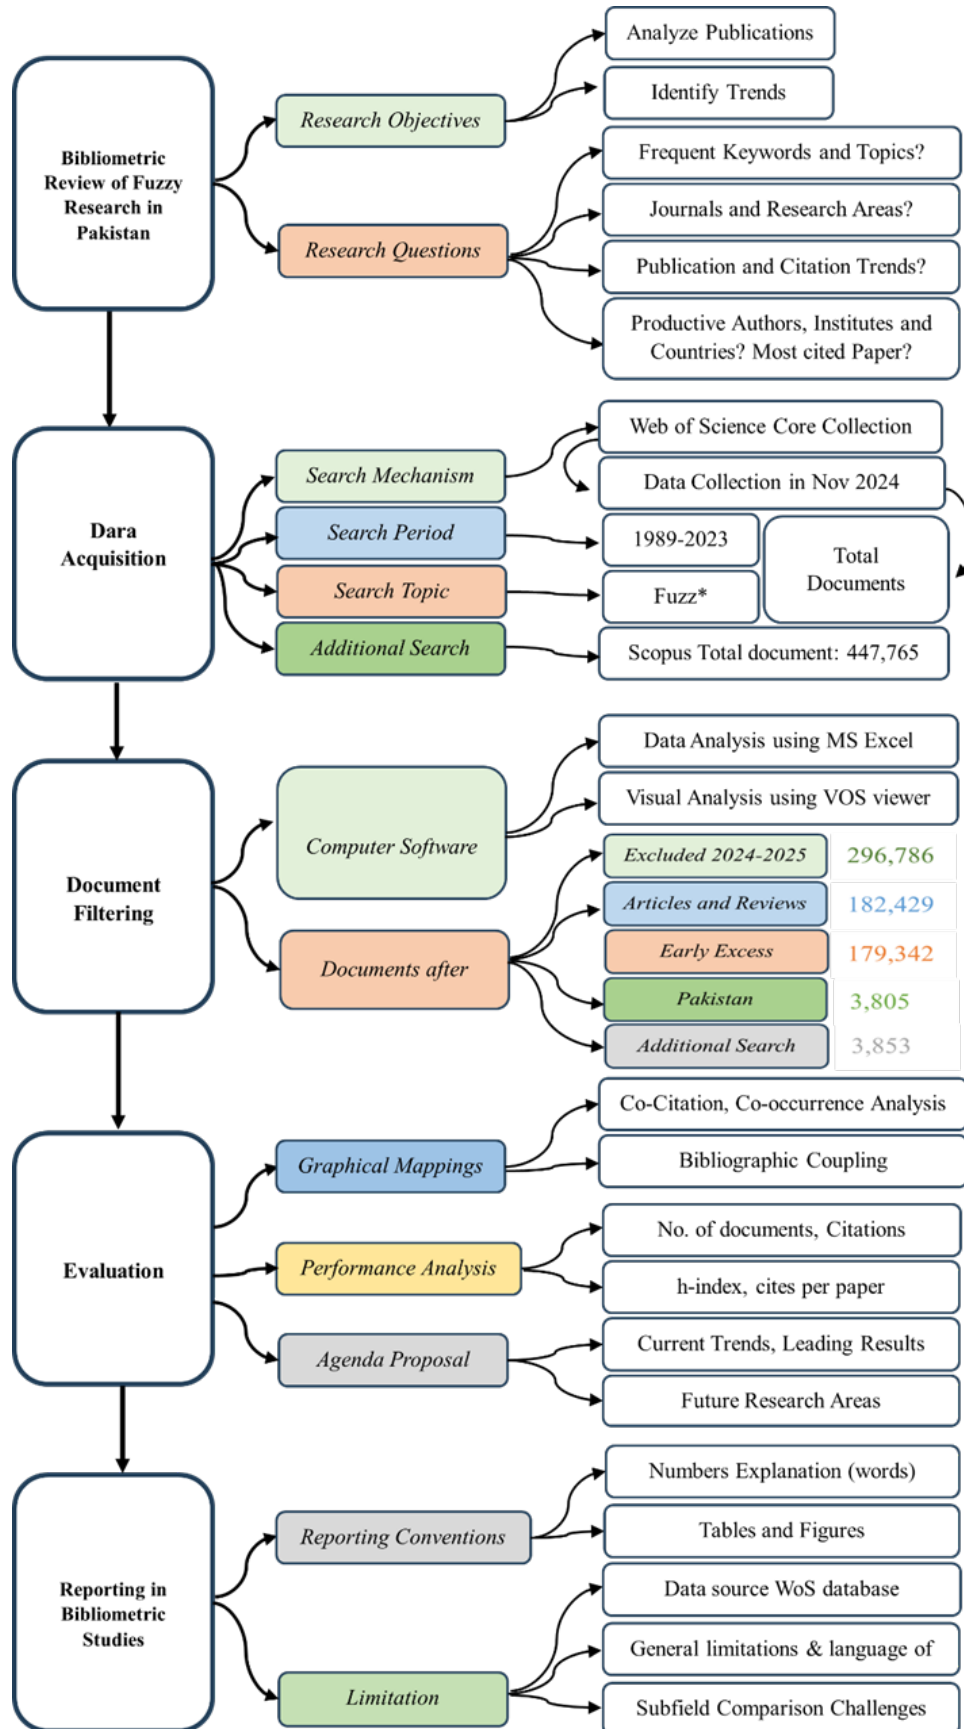 Bibliometric
Review of Fuzzy
Research in
Pakistan
Research Objectives
Analyze Publications
Identify Trends
Research Questions
Frequent Keywords and Topics?
Journals and Research Areas?
Publication and Citation Trends?
Productive Authors, Institutes and
Countries? Most cited Paper?
Dara
Acquisition
Search Mechanism
Web of Science Core Collection
Data Collection in Nov 2024
Search Period
1989-2023
Total
Documents
Search Topic
Fuzz*
Additional Search
Scopus Total document: 447,765
Document
Filtering
Computer Software
Data Analysis using MS Excel
Visual Analysis using VOS viewer
Documents after
Excluded 2024-2025
296,786
Articles and Reviews
182,429
Early Excess
179,342
Pakistan
3,805
Additional Search
3,853
Evaluation
Graphical Mappings
Co-Citation, Co-occurrence Analysis
Bibliographic Coupling
Performance Analysis
No. of documents, Citations
h-index, cites per paper
Agenda Proposal
Current Trends, Leading Results
Future Research Areas
Reporting in
Bibliometric
Studies
Reporting Conventions
Numbers Explanation (words)
Tables and Figures
Limitation
Data source WoS database
General limitations & language of
Subfield Comparison Challenges